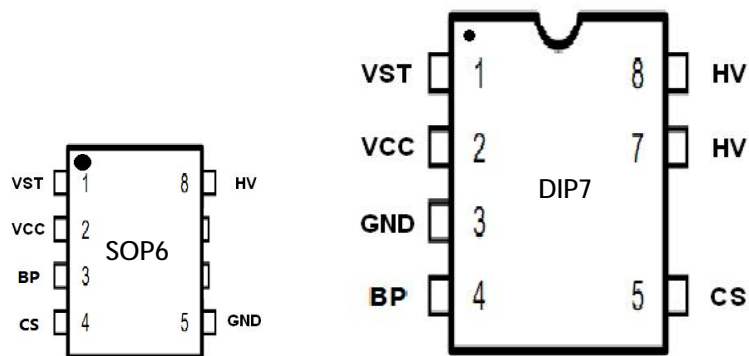 VST 1 8 HV
VCC 2
SOP6
BP 3
CS 4 5 GND
VST 1 8 HV
VCC 2 7 HV
DIP7
GND 3
BP 4 5 CS